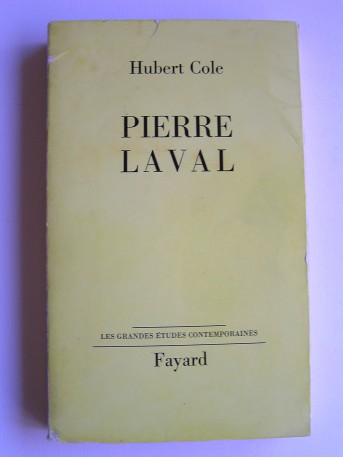 Hubert Cole
PIERRE
LAVAL
LES GRANDES ÉTUDES CONTEMPORAINES
Fayard